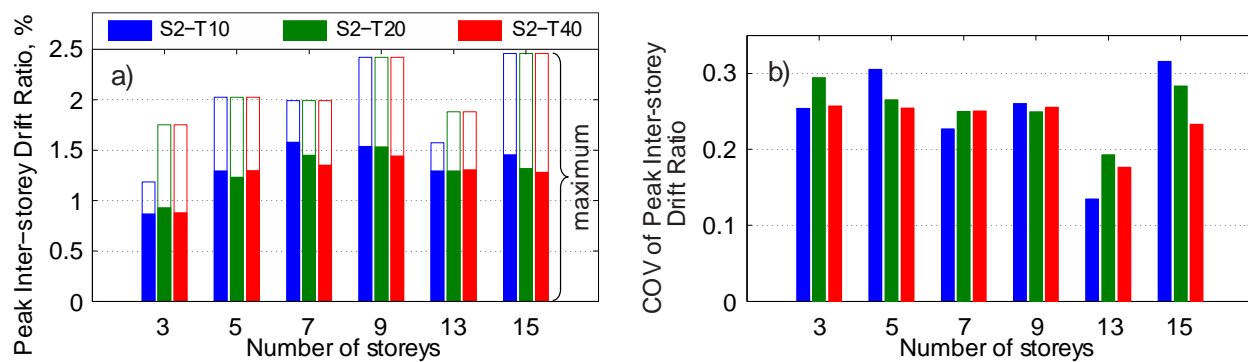 S2−T10 S2−T20 S2−T40
Peak Inter−storey Drift Ratio, %
2.5
2
1.5
1
0.5
0
a)
maximum
3 5 7 9 13 15
Number of storeys
COV of Peak Inter-storey
Drift Ratio
0.3
0.2
0.1
0
b)
3 5 7 9 13 15
Number of storeys